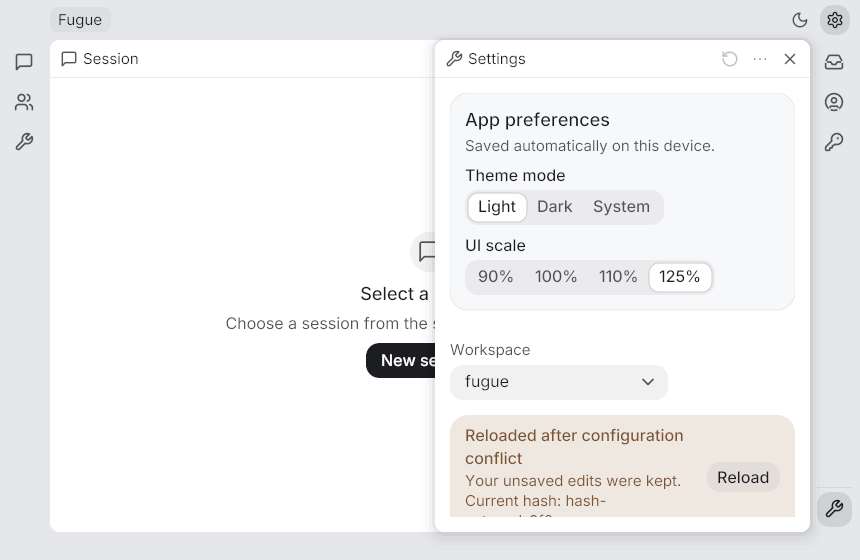 Fugue
Session
Settings
App preferences
Saved automatically on this device.
Theme mode
Light Dark System
UI scale
90% 100% 110% 125%
Select a
Choose a session from the
New se
Workspace
fugue
Reloaded after configuration
conflict
Your unsaved edits were kept.
Current hash: hash-
Reload